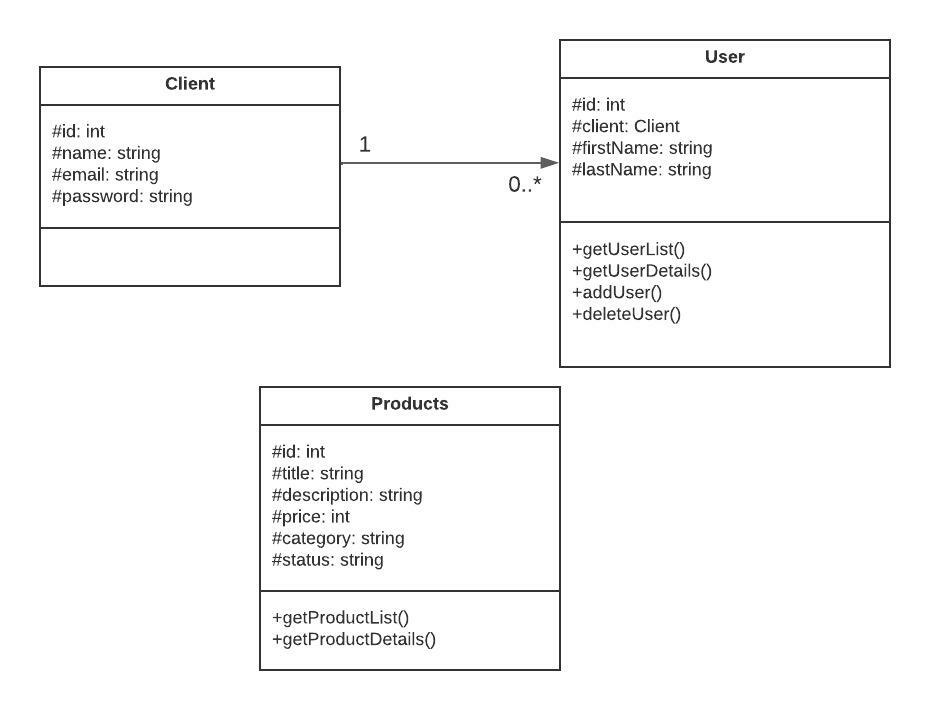 Client
#id: int
#name: string
#email: string
#password: string
1
0..*
User
#id: int
#client: Client
#firstName: string
#lastName: string
+getUserList()
+getUserDetails()
+addUser()
+deleteUser()
Products
#id: int
#title: string
#description: string
#price: int
#category: string
#status: string
+getProductList()
+getProductDetails()